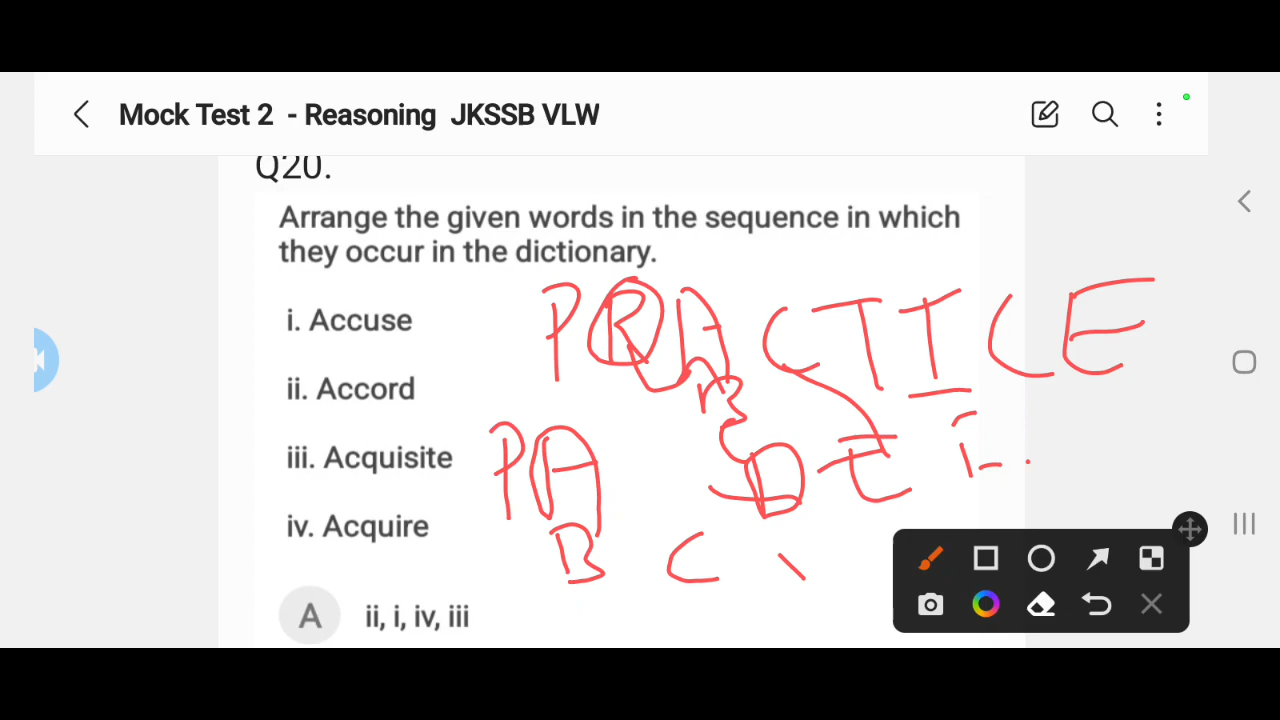 Mock Test 2 - Reasoning JKSSB VLW
Q20.
Arrange the given words in the sequence in which
they occur in the dictionary.
i. Accuse
ii. Accord
iii. Acquisite
iv. Acquire
A ii, i, iv, iii
PRACTICE
PA
B C